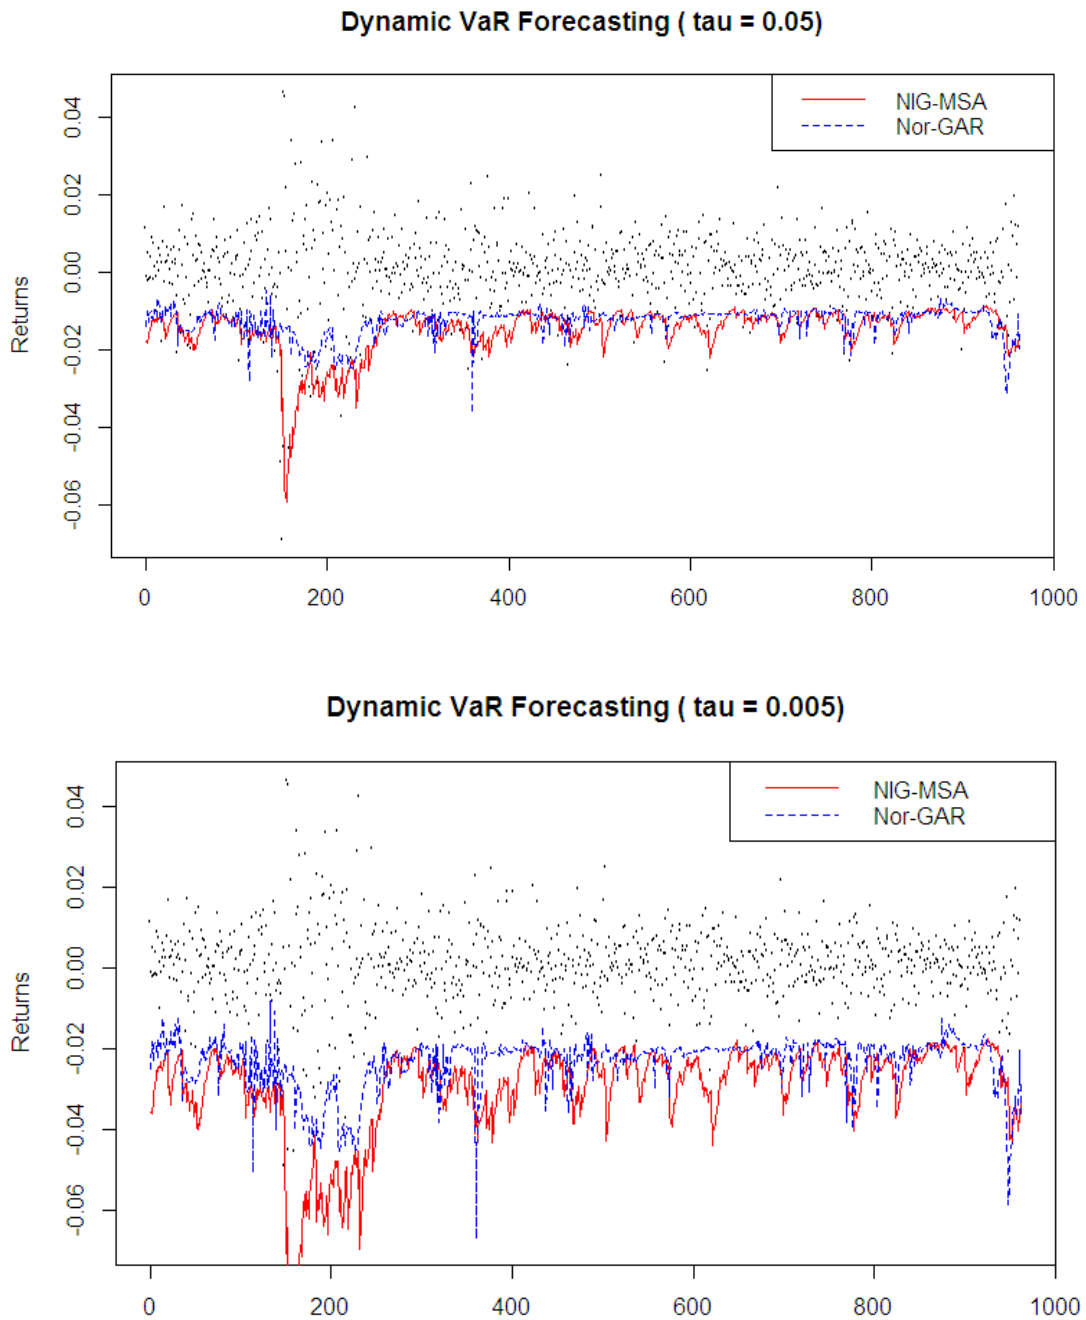 Dynamic VaR Forecasting ( tau = 0.05)
NIG-MSA
Nor-GAR
Returns
0.04
0.02
0.00
-0.02
-0.04
-0.06
0 200 400 600 800 1000
Dynamic VaR Forecasting ( tau = 0.005)
NIG-MSA
Nor-GAR
Returns
0.04
0.02
0.00
-0.02
-0.04
-0.06
0 200 400 600 800 1000